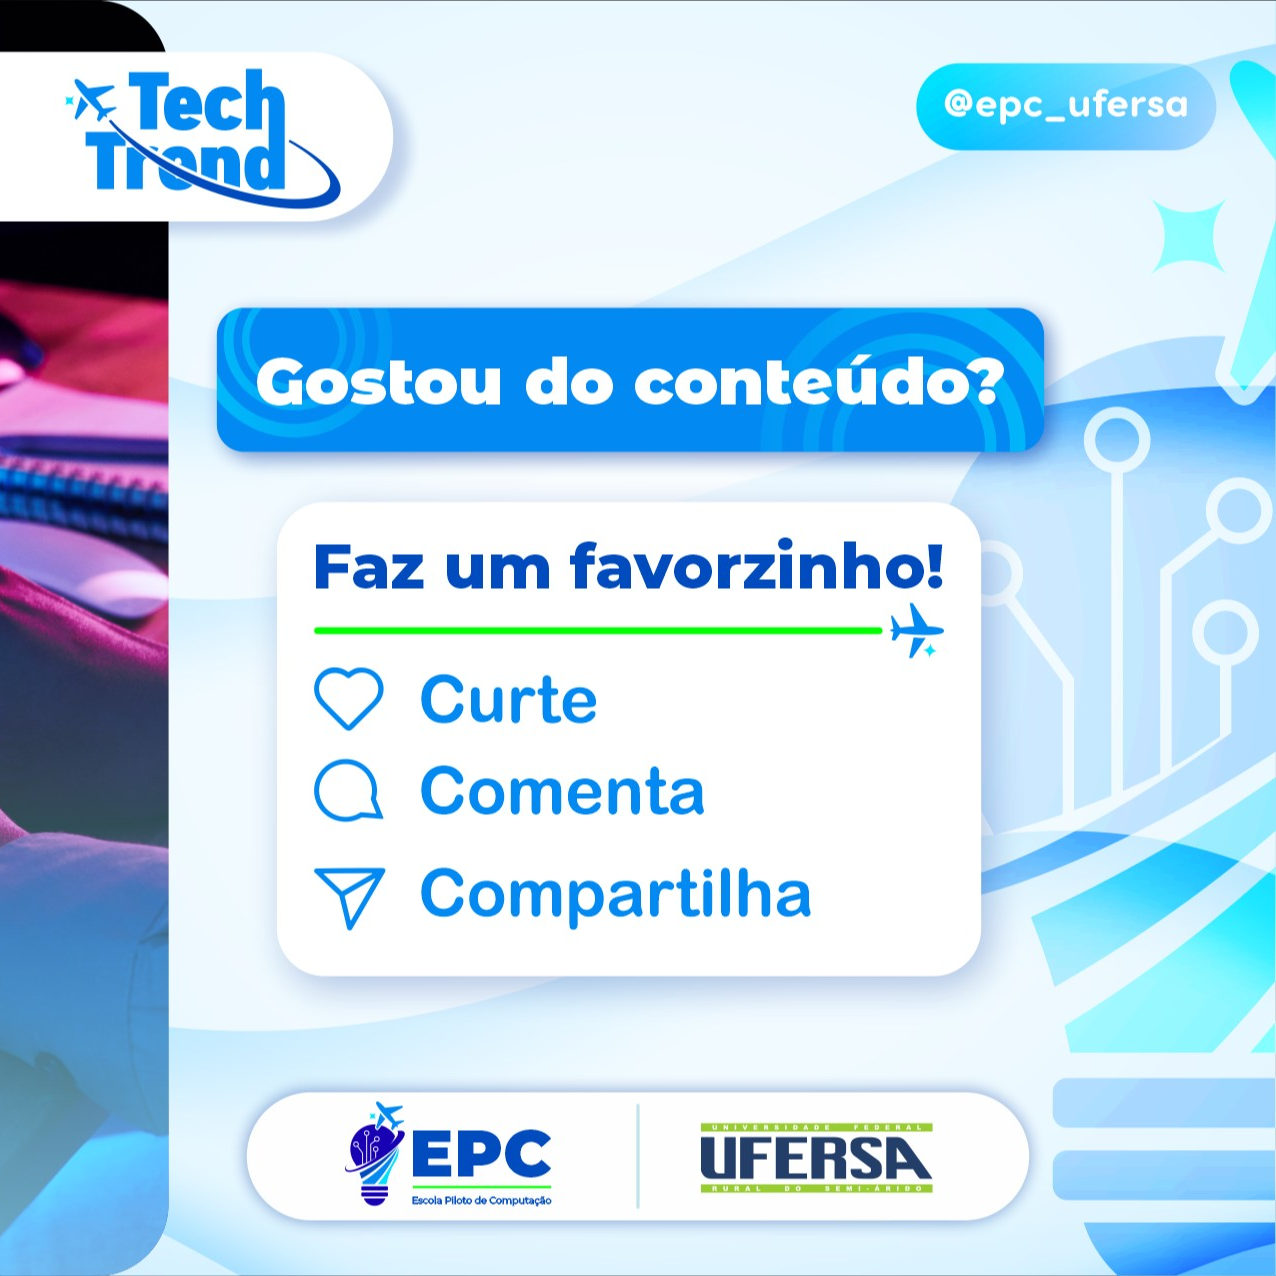 Tech
Trend
@epc_ufersa
Gostou do conteúdo?
Faz um favorzinho!
Curte
Comenta
Compartilha
EPC
Escola Piloto de Computação
UNIVERSIDADE FEDERAL
UFERSA
RURAL DO SEMI-ÁRIDO